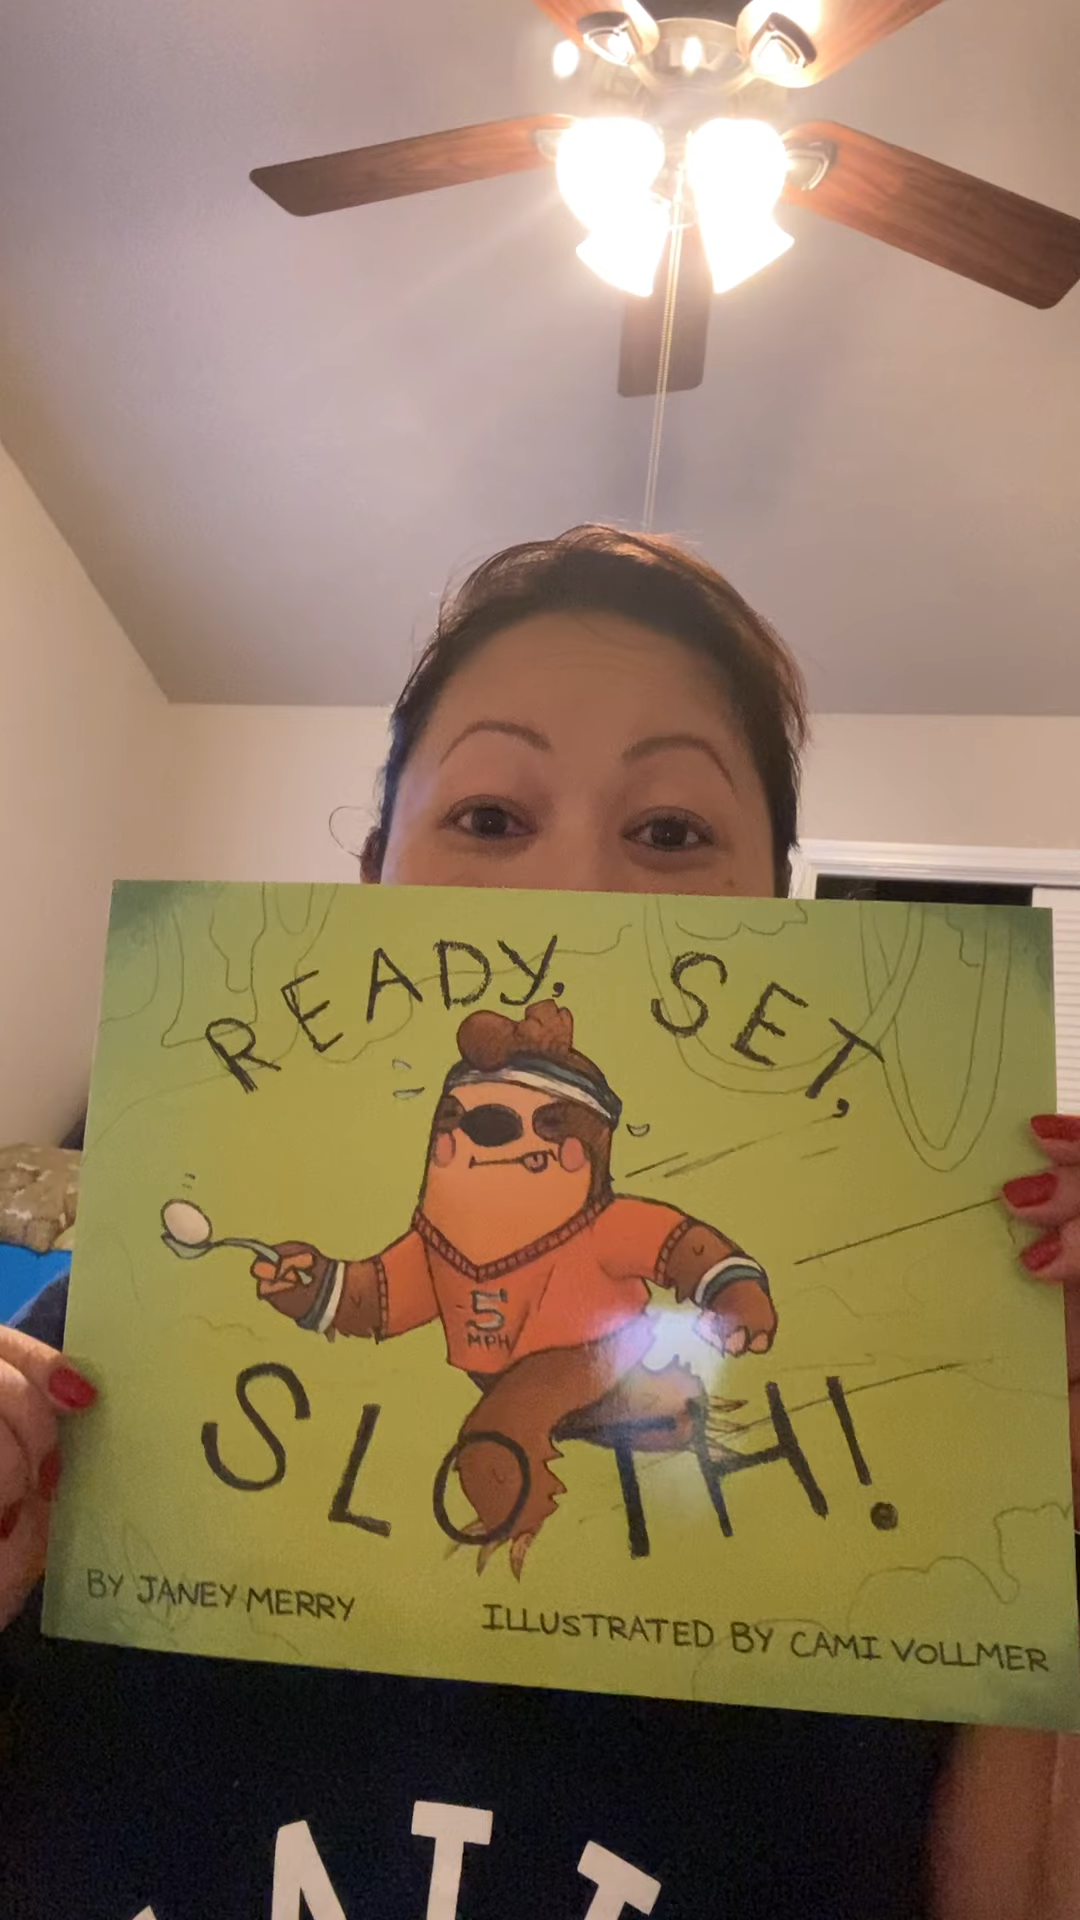 READY, SET,
5
MPH
SLOTH!
BY JANEY MERRY
ILLUSTRATED BY CAMI VOLLMER